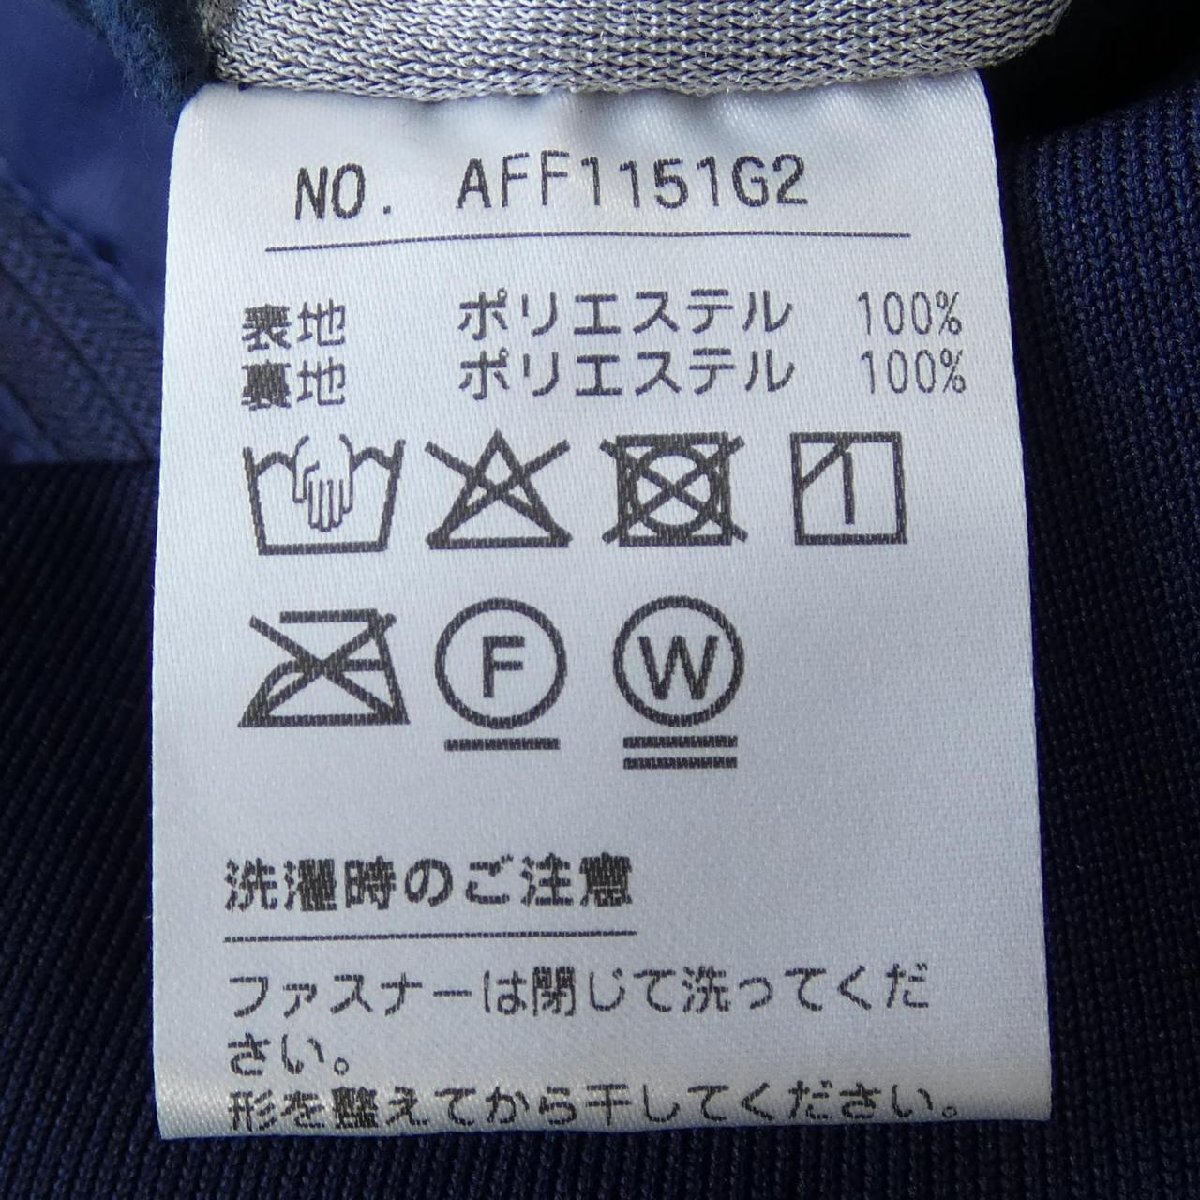 NO. AFF1151G2
表地 ポリエステル 100%
裏地 ポリエステル 100%
F W
洗濯時のご注意
ファスナーは閉じて洗ってくだ
さい。
形を整えてから干してください。